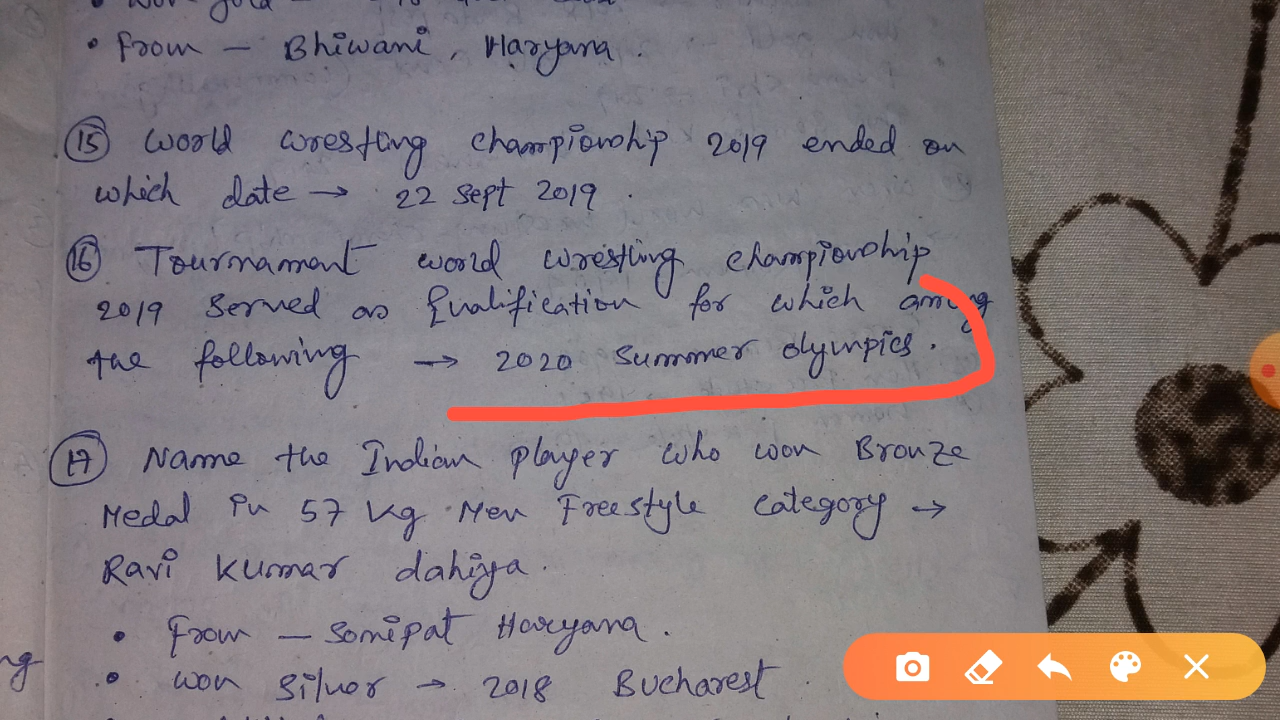 • From – Bhiwani, Haryana.
15 World wrestling championship 2019 ended on
which date → 22 Sept 2019.
16 Tournament world wrestling championship
2019 Served as Qualification for which among
the following → 2020 Summer olympics.
17 Name the Indian player who won Bronze
Medal in 57 Kg Men Freestyle category →
Ravi Kumar dahiya.
• From – Sonipat Haryana.
• won Silver → 2018 Bucharest